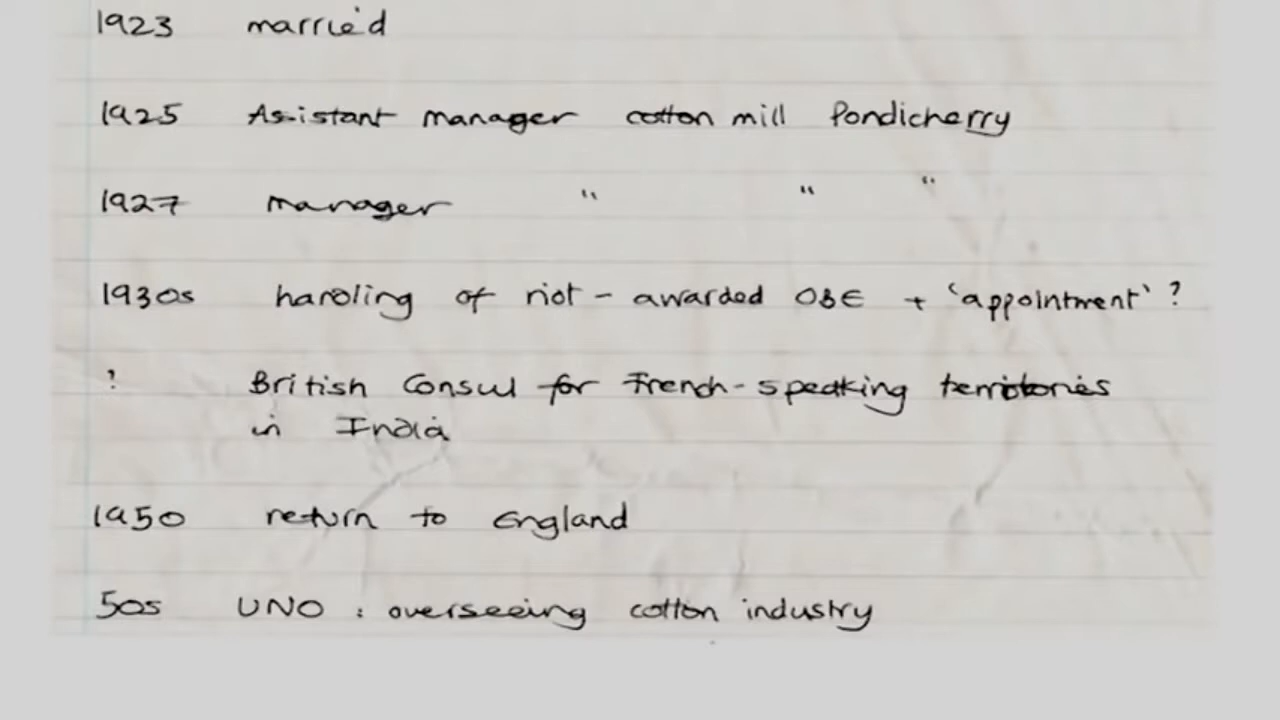 1923 married
1925 Assistant manager cotton mill Pondicherry
1927 manager " " "
1930s handling of riot - awarded OBE + 'appointment' ?
? British Consul for French-speaking territories
in India
1950 return to England
50s UNO : overseeing cotton industry